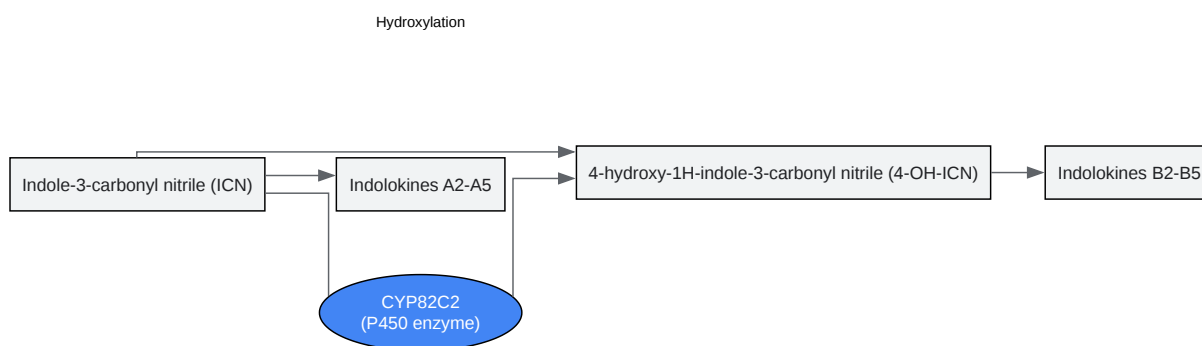 Hydroxylation
Indole-3-carbonyl nitrile (ICN)
Indolokines A2-A5
4-hydroxy-1H-indole-3-carbonyl nitrile (4-OH-ICN)
Indolokines B2-B5
CYP82C2
(P450 enzyme)